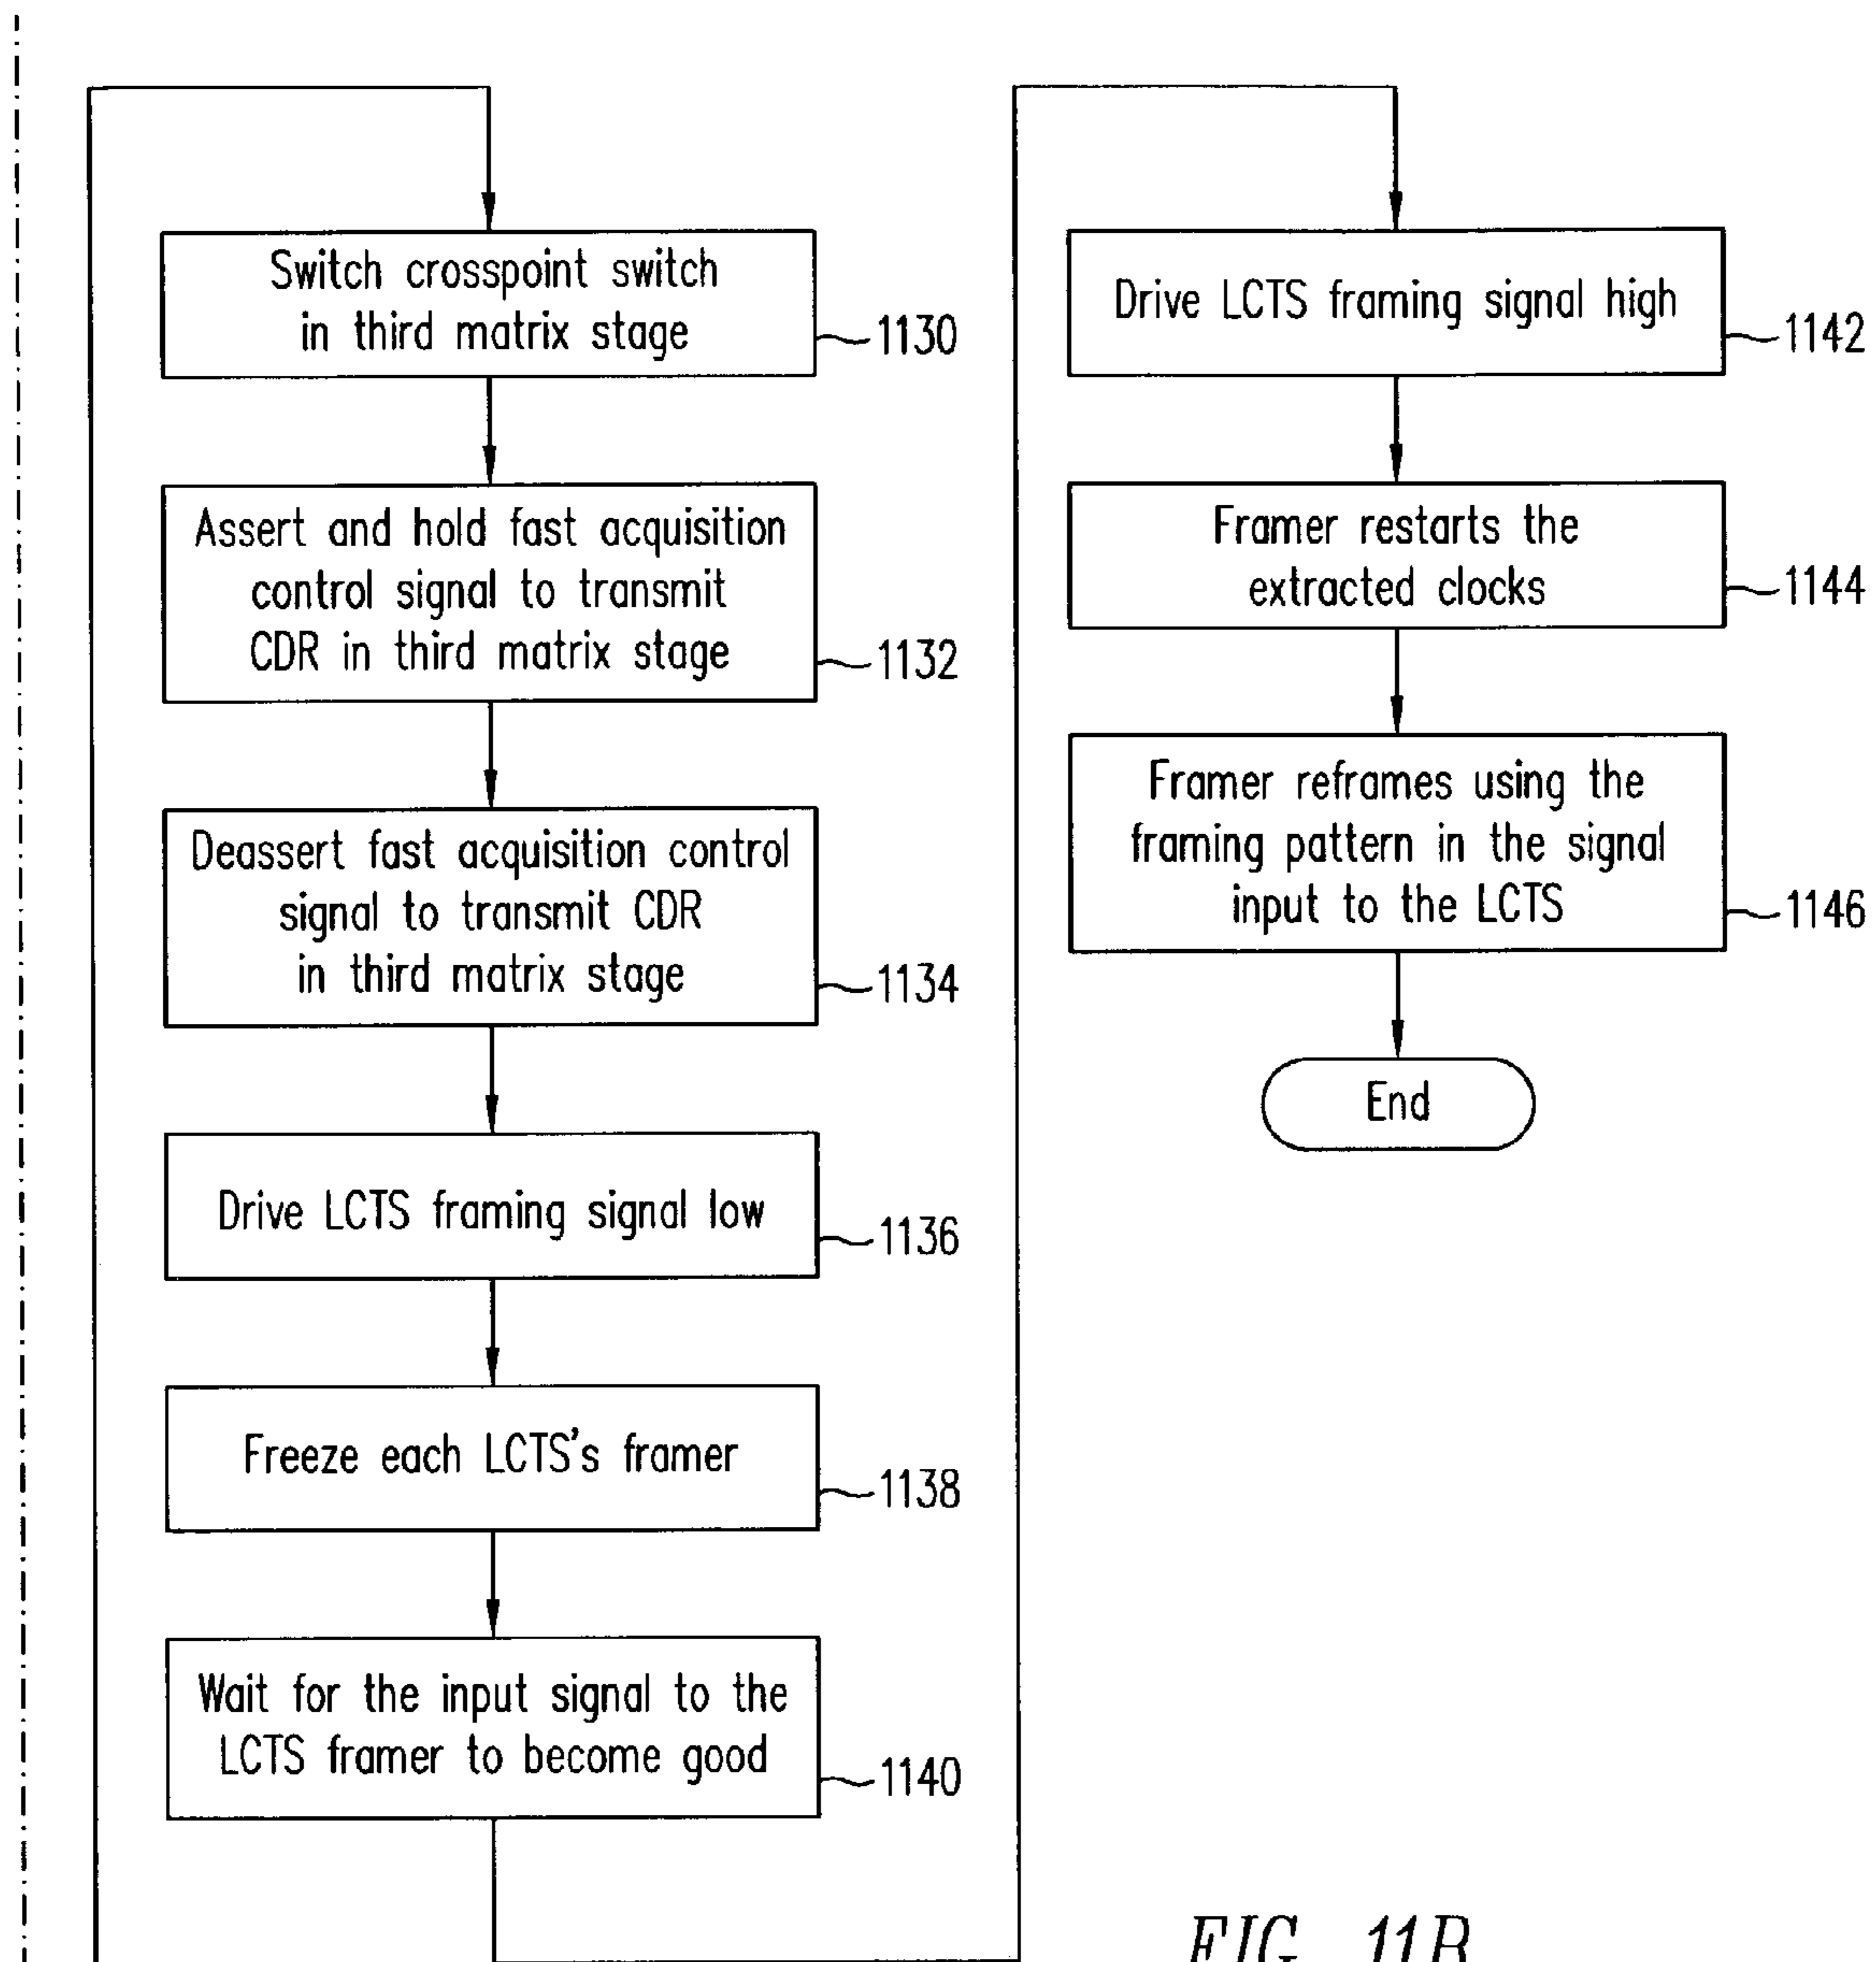 Switch crosspoint switch
in third matrix stage
1130
Assert and hold fast acquisition
control signal to transmit
CDR in third matrix stage
1132
Deassert fast acquisition control
signal to transmit CDR
in third matrix stage
1134
Drive LCTS framing signal low
1136
Freeze each LCTS's framer
1138
Wait for the input signal to the
LCTS framer to become good
1140
Drive LCTS framing signal high
1142
Framer restarts the
extracted clocks
1144
Framer reframes using the
framing pattern in the signal
input to the LCTS
1146
End
FIG. 11B